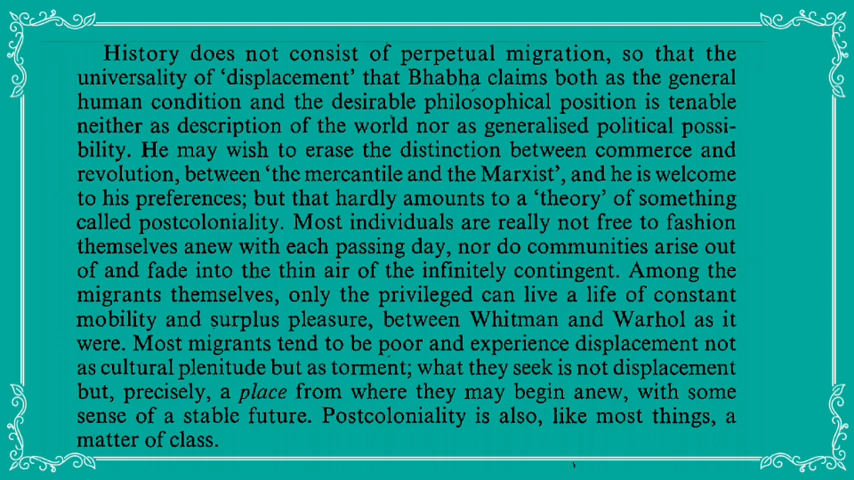 History does not consist of perpetual migration, so that the
universality of ‘displacement’ that Bhabha claims both as the general
human condition and the desirable philosophical position is tenable
neither as description of the world nor as generalised political possi-
bility. He may wish to erase the distinction between commerce and
revolution, between ‘the mercantile and the Marxist’, and he is welcome
to his preferences; but that hardly amounts to a ‘theory’ of something
called postcoloniality. Most individuals are really not free to fashion
themselves anew with each passing day, nor do communities arise out
of and fade into the thin air of the infinitely contingent. Among the
migrants themselves, only the privileged can live a life of constant
mobility and surplus pleasure, between Whitman and Warhol as it
were. Most migrants tend to be poor and experience displacement not
as cultural plenitude but as torment; what they seek is not displacement
but, precisely, a place from where they may begin anew, with some
sense of a stable future. Postcoloniality is also, like most things, a
matter of class.